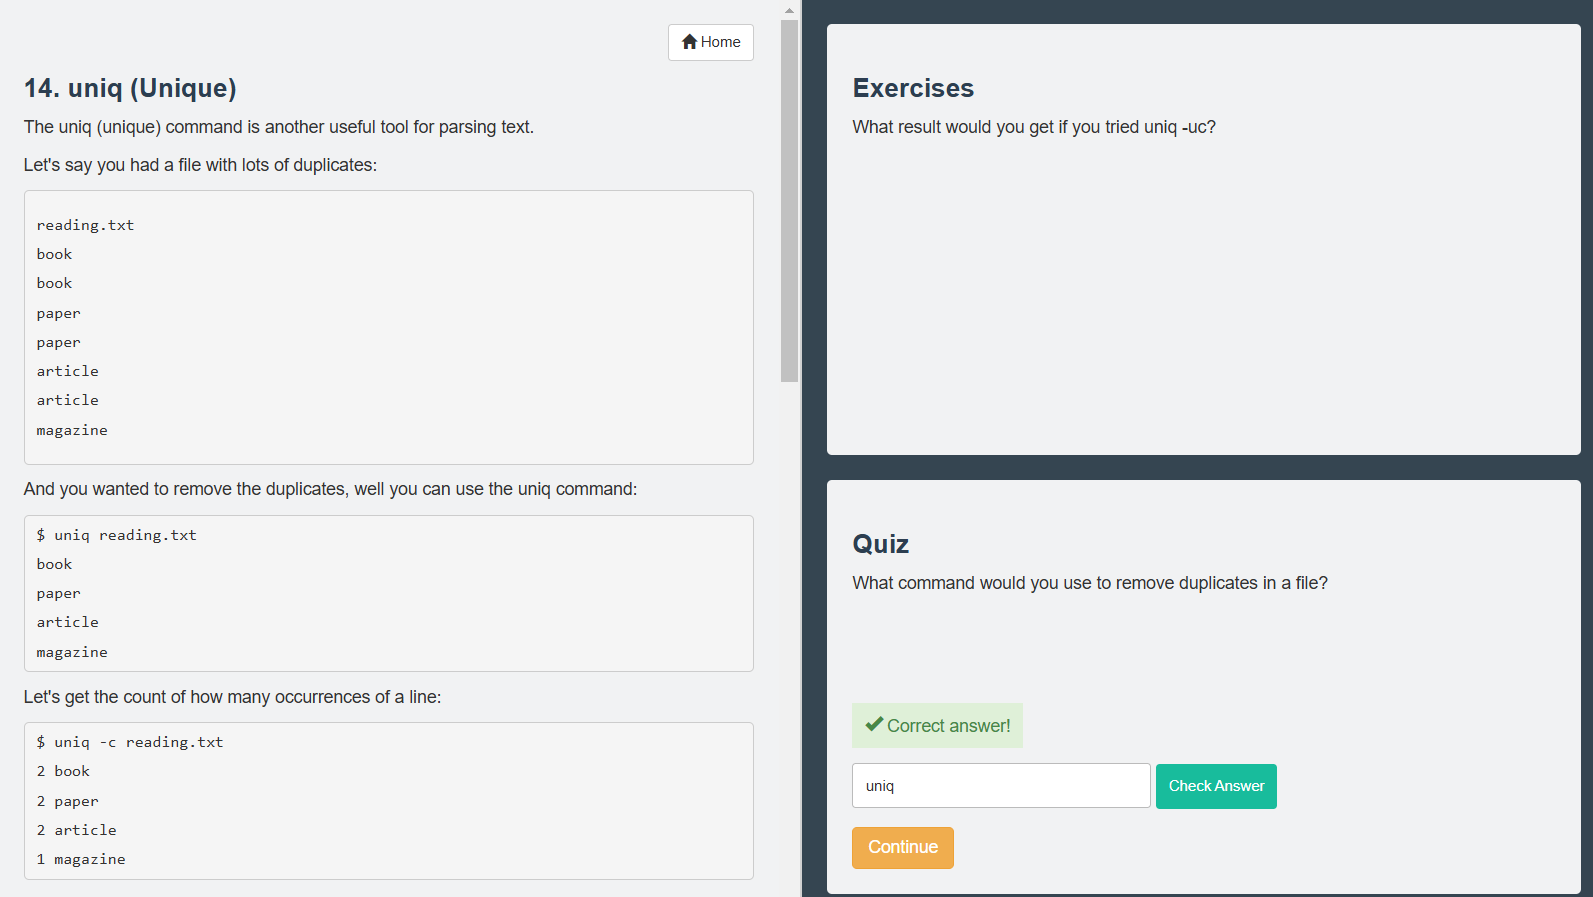 Home
14. uniq (Unique)
The uniq (unique) command is another useful tool for parsing text.
Let's say you had a file with lots of duplicates:
reading.txt
book
book
paper
paper
article
article
magazine
And you wanted to remove the duplicates, well you can use the uniq command:
$ uniq reading.txt
book
paper
article
magazine
Let's get the count of how many occurrences of a line:
$ uniq -c reading.txt
2 book
2 paper
2 article
1 magazine
Exercises
What result would you get if you tried uniq -uc?
Quiz
What command would you use to remove duplicates in a file?
Correct answer!
uniq
Check Answer
Continue